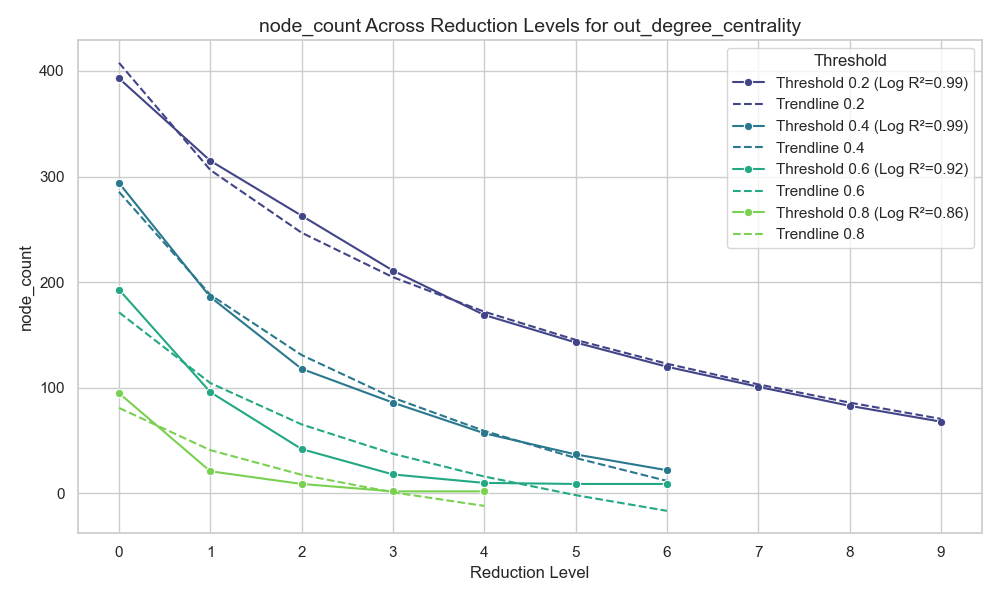 node_count Across Reduction Levels for out_degree_centrality
Threshold
Threshold 0.2 (Log R²=0.99)
Trendline 0.2
Threshold 0.4 (Log R²=0.99)
Trendline 0.4
Threshold 0.6 (Log R²=0.92)
Trendline 0.6
Threshold 0.8 (Log R²=0.86)
Trendline 0.8
node_count
400
300
200
100
0
0 1 2 3 4 5 6 7 8 9
Reduction Level